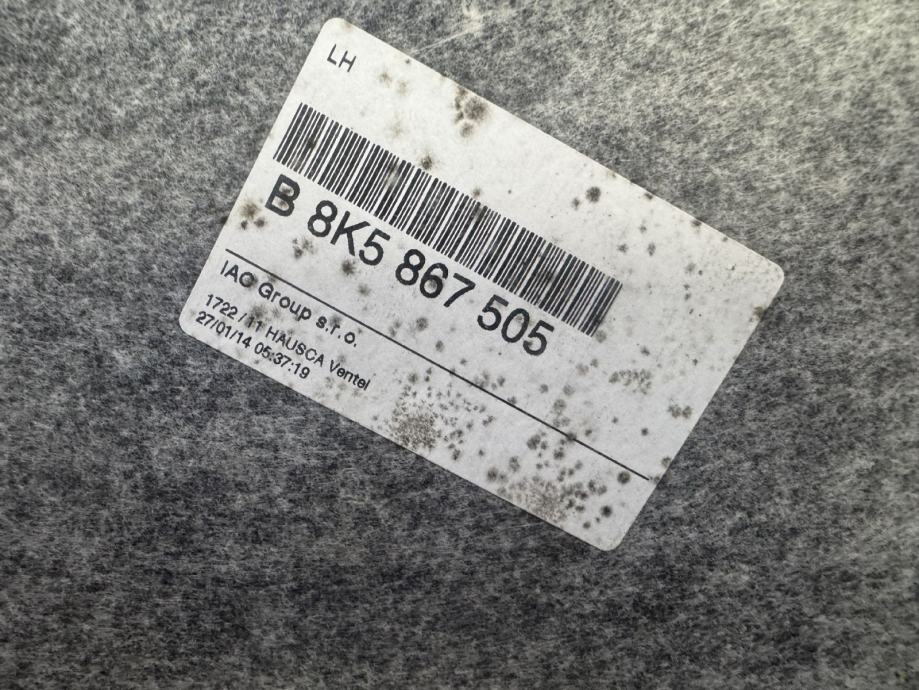 LH
B 8K5 867 505
IAC Group s.r.o.
1722 / 11 HAUSCA Ventel
27/01/14 05:37:19